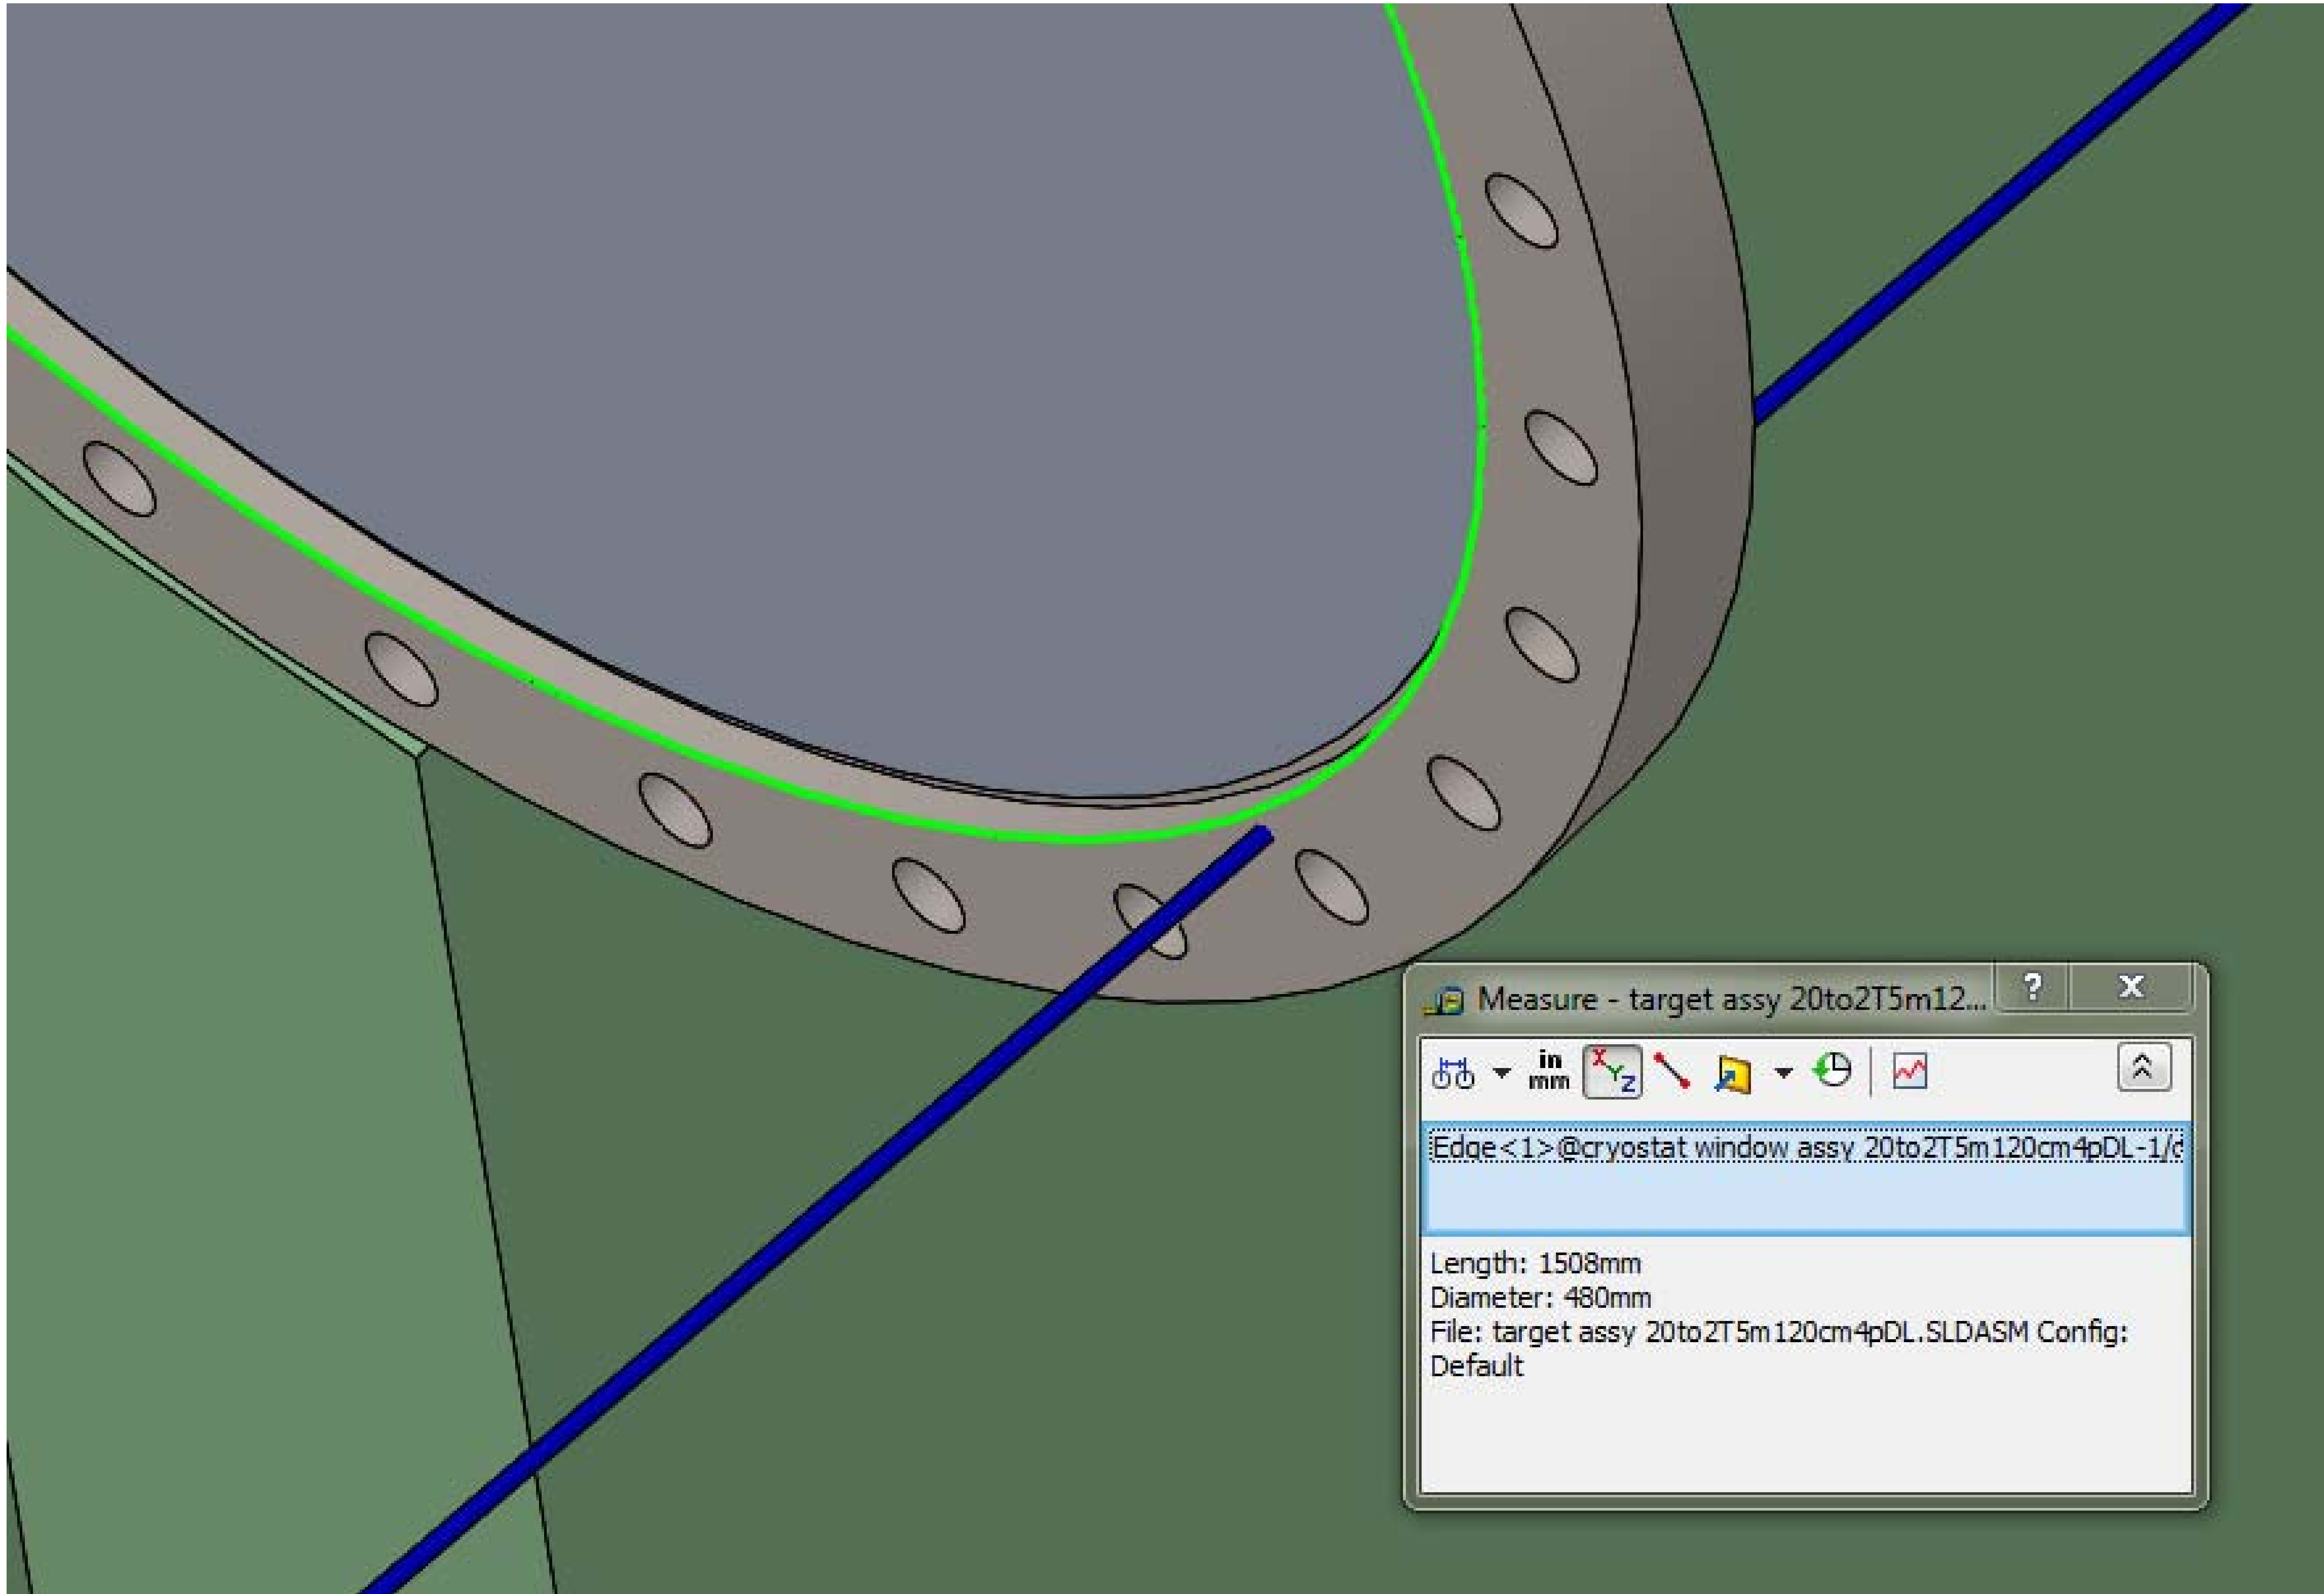 Measure - target assy 20to2T5m12...
?
X
in
mm
X
Y
Z
Edge<1>@cryostat window assy 20to2T5m120cm4pDL-1/c
Length: 1508mm
Diameter: 480mm
File: target assy 20to2T5m120cm4pDL.SLDASM Config:
Default